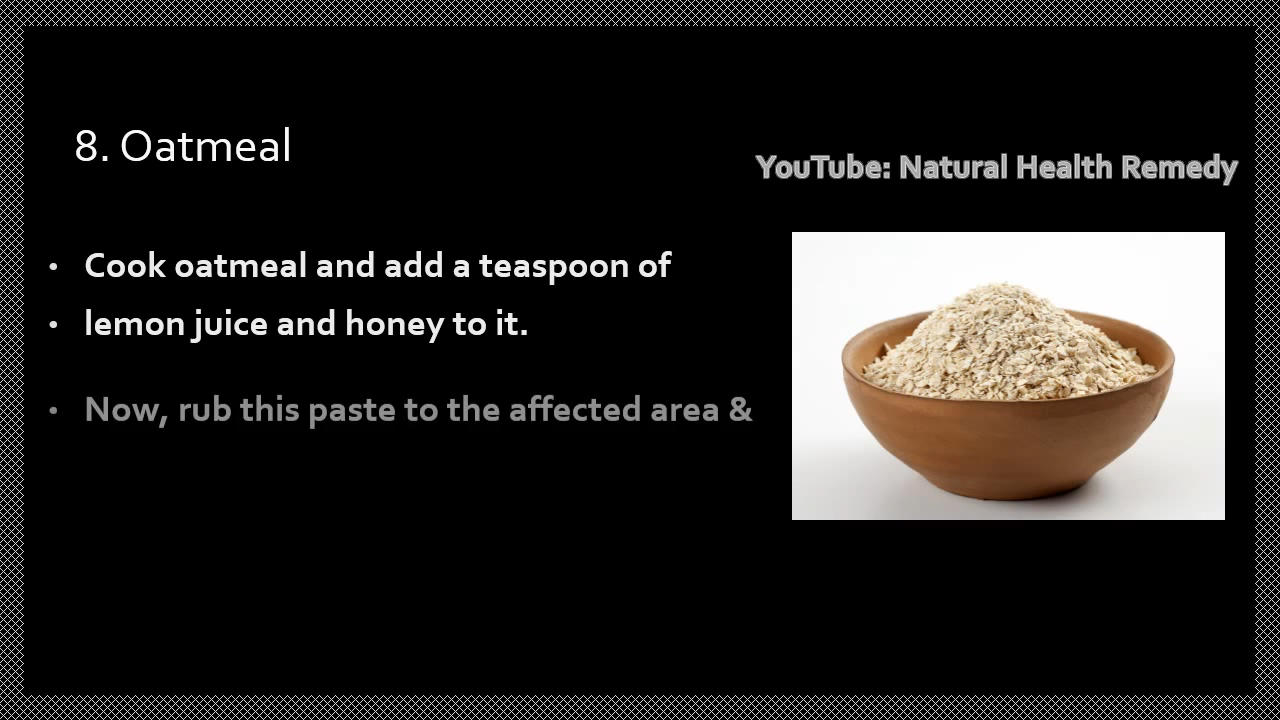 8. Oatmeal
YouTube: Natural Health Remedy
• Cook oatmeal and add a teaspoon of
• lemon juice and honey to it.
• Now, rub this paste to the affected area &